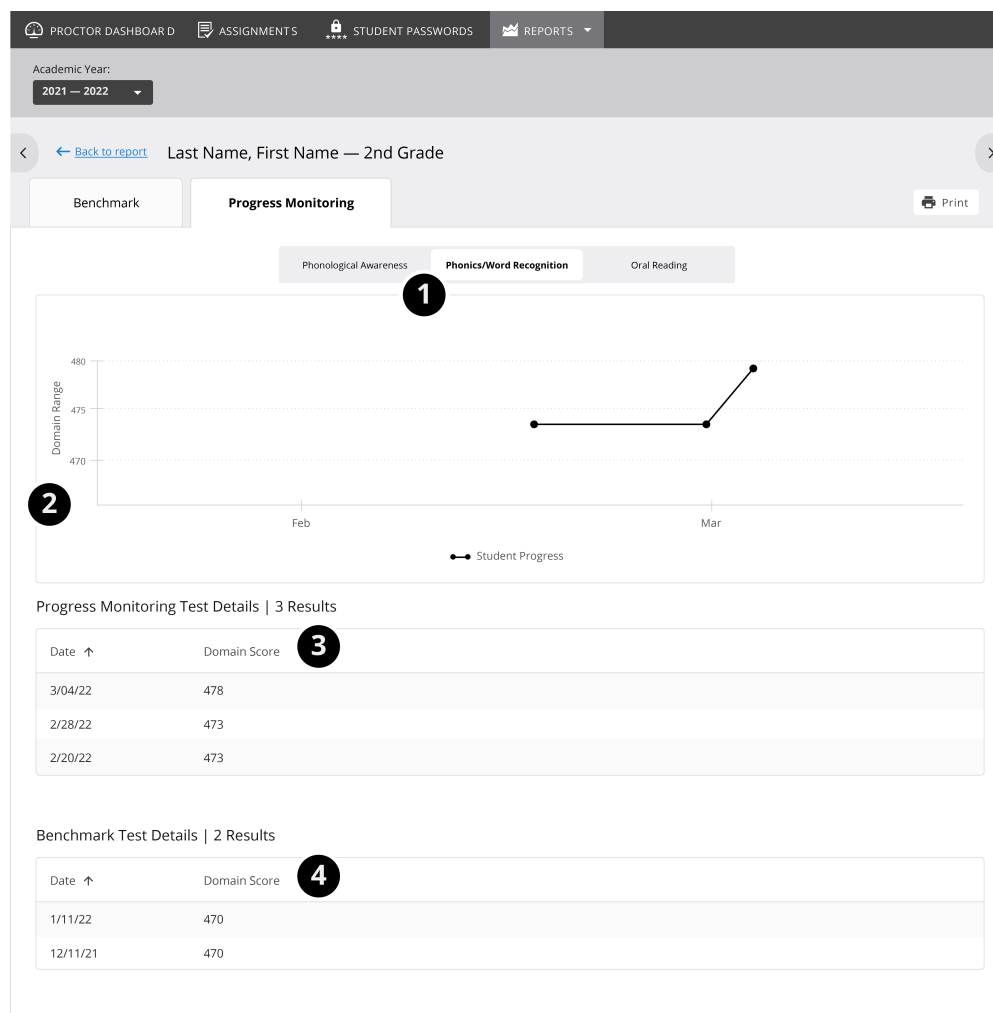 PROCTOR DASHBOARD ASSIGNMENTS STUDENT PASSWORDS REPORTS
Academic Year:
2021 — 2022
Back to report Last Name, First Name — 2nd Grade
Benchmark Progress Monitoring Print
Phonological Awareness Phonics/Word Recognition Oral Reading
1
480
475
470
Domain Range
2
Feb Mar
Student Progress
Progress Monitoring Test Details | 3 Results
Date Domain Score 3
3/04/22 478
2/28/22 473
2/20/22 473
Benchmark Test Details | 2 Results
Date Domain Score 4
1/11/22 470
12/11/21 470